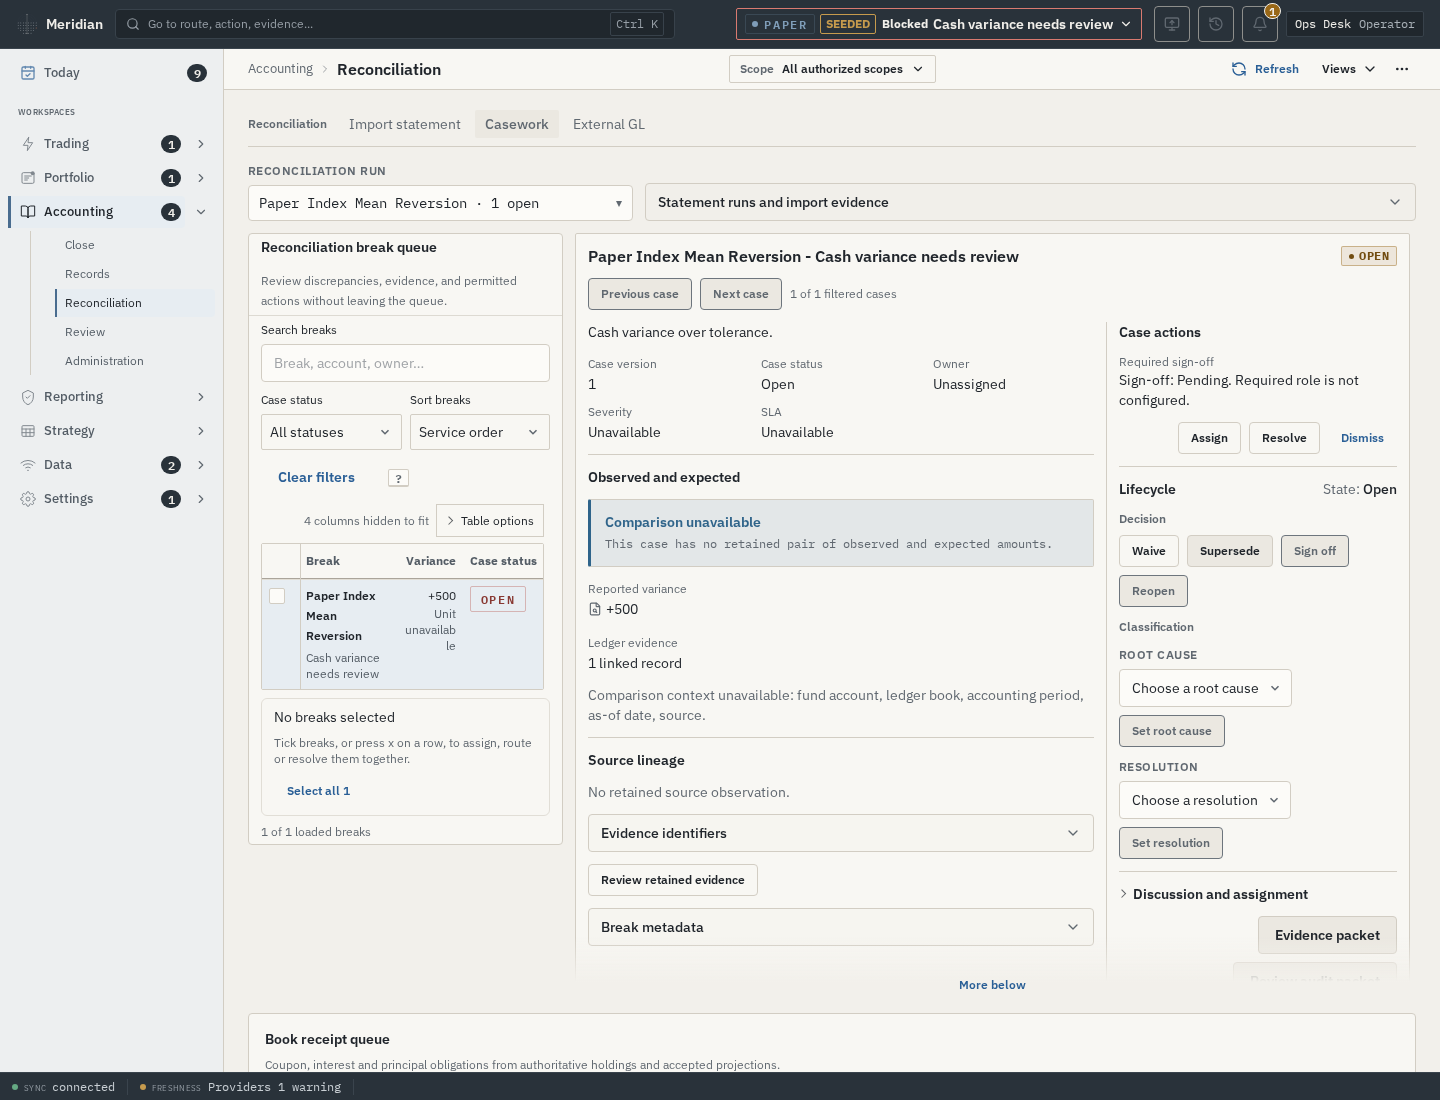 Meridian
Go to route, action, evidence...
Ctrl K
PAPER
SEEDED
Blocked Cash variance needs review
1
Ops Desk Operator
Today
9
WORKSPACES
Trading
1
Portfolio
1
Accounting
4
Close
Records
Reconciliation
Review
Administration
Reporting
Strategy
Data
2
Settings
1
Accounting
Reconciliation
Scope All authorized scopes
Refresh
Views
Reconciliation
Import statement
Casework
External GL
RECONCILIATION RUN
Paper Index Mean Reversion · 1 open
Statement runs and import evidence
Reconciliation break queue
Review discrepancies, evidence, and permitted
actions without leaving the queue.
Search breaks
Break, account, owner...
Case status
Sort breaks
All statuses
Service order
Clear filters
?
4 columns hidden to fit
Table options
Break
Variance
Case status
Paper Index
Mean
Reversion
Cash variance
needs review
+500
Unit
unavailab
le
OPEN
No breaks selected
Tick breaks, or press x on a row, to assign, route
or resolve them together.
Select all 1
1 of 1 loaded breaks
Paper Index Mean Reversion - Cash variance needs review
OPEN
Previous case
Next case
1 of 1 filtered cases
Cash variance over tolerance.
Case version
Case status
Owner
1
Open
Unassigned
Severity
SLA
Unavailable
Unavailable
Observed and expected
Comparison unavailable
This case has no retained pair of observed and expected amounts.
Reported variance
+500
Ledger evidence
1 linked record
Comparison context unavailable: fund account, ledger book, accounting period,
as-of date, source.
Source lineage
No retained source observation.
Evidence identifiers
Review retained evidence
Break metadata
Case actions
Required sign-off
Sign-off: Pending. Required role is not
configured.
Assign
Resolve
Dismiss
Lifecycle
State: Open
Decision
Waive
Supersede
Sign off
Reopen
Classification
ROOT CAUSE
Choose a root cause
Set root cause
RESOLUTION
Choose a resolution
Set resolution
Discussion and assignment
Evidence packet
More below
Book receipt queue
Coupon, interest and principal obligations from authoritative holdings and accepted projections.
SYNC connected
FRESHNESS Providers 1 warning